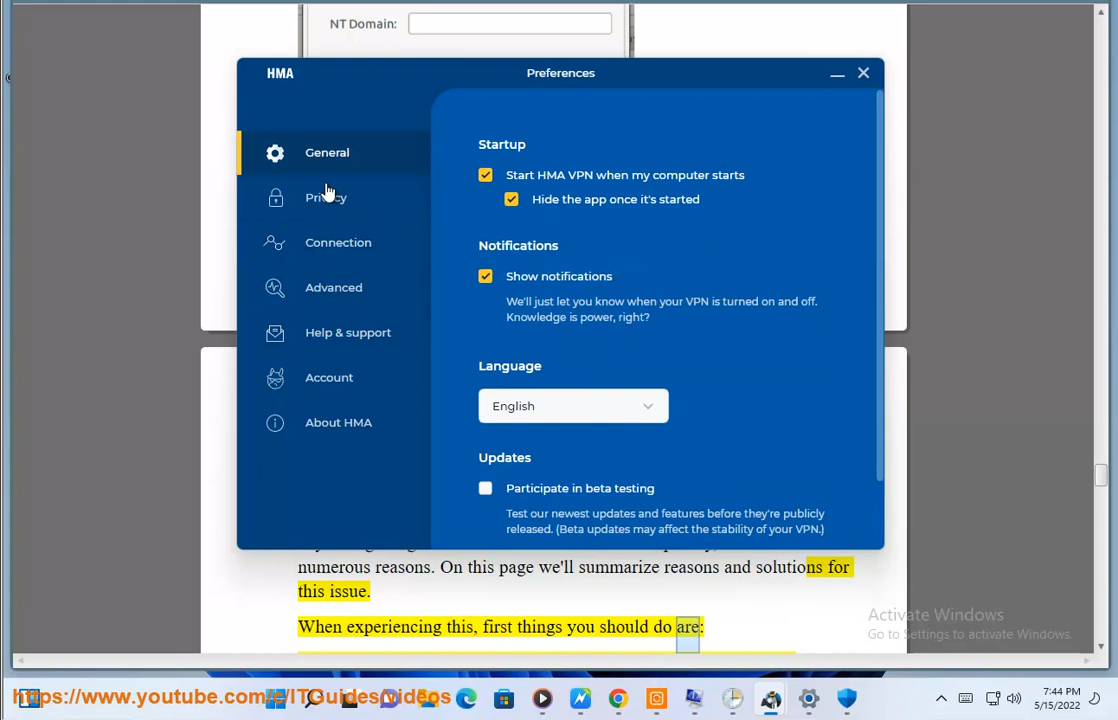 NT Domain:
HMA
Preferences
General
Privacy
Connection
Advanced
Help & support
Account
About HMA
Startup
Start HMA VPN when my computer starts
Hide the app once it's started
Notifications
Show notifications
We'll just let you know when your VPN is turned on and off.
Knowledge is power, right?
Language
English
Updates
Participate in beta testing
Test our newest updates and features before they're publicly
released. (Beta updates may affect the stability of your VPN.)
numerous reasons. On this page we'll summarize reasons and solutions for
this issue.
When experiencing this, first things you should do are:
Activate Windows
Go to Settings to activate Windows.
https://www.youtube.com/c/ITGuides/videos
7:44 PM
5/15/2022